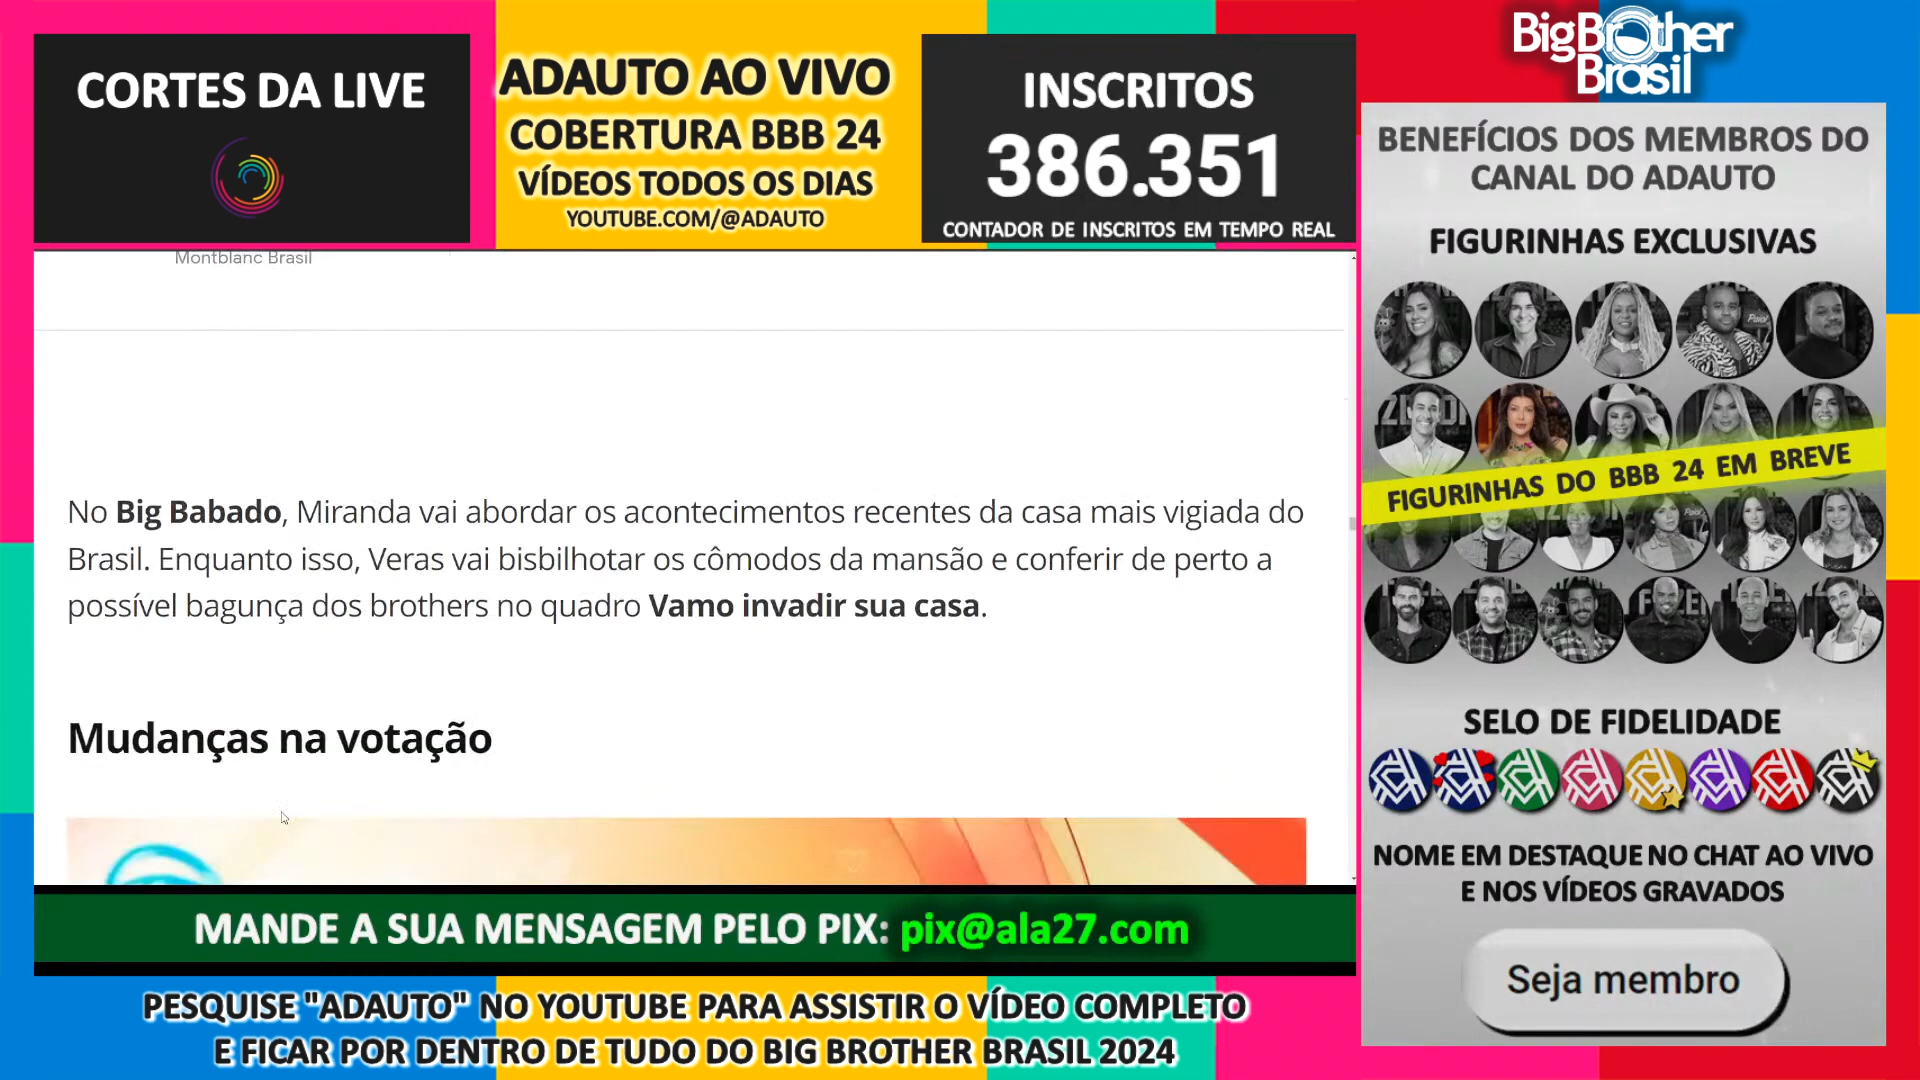 CORTES DA LIVE
ADAUTO AO VIVO
COBERTURA BBB 24
VÍDEOS TODOS OS DIAS
YOUTUBE.COM/@ADAUTO
INSCRITOS
386.351
CONTADOR DE INSCRITOS EM TEMPO REAL
BigBrother
Brasil
Montblanc Brasil
No Big Babado, Miranda vai abordar os acontecimentos recentes da casa mais vigiada do
Brasil. Enquanto isso, Veras vai bisbilhotar os cômodos da mansão e conferir de perto a
possível bagunça dos brothers no quadro Vamo invadir sua casa.
Mudanças na votação
BENEFÍCIOS DOS MEMBROS DO
CANAL DO ADAUTO
FIGURINHAS EXCLUSIVAS
FIGURINHAS DO BBB 24 EM BREVE
SELO DE FIDELIDADE
NOME EM DESTAQUE NO CHAT AO VIVO
E NOS VÍDEOS GRAVADOS
Seja membro
MANDE A SUA MENSAGEM PELO PIX: pix@ala27.com
PESQUISE "ADAUTO" NO YOUTUBE PARA ASSISTIR O VÍDEO COMPLETO
E FICAR POR DENTRO DE TUDO DO BIG BROTHER BRASIL 2024